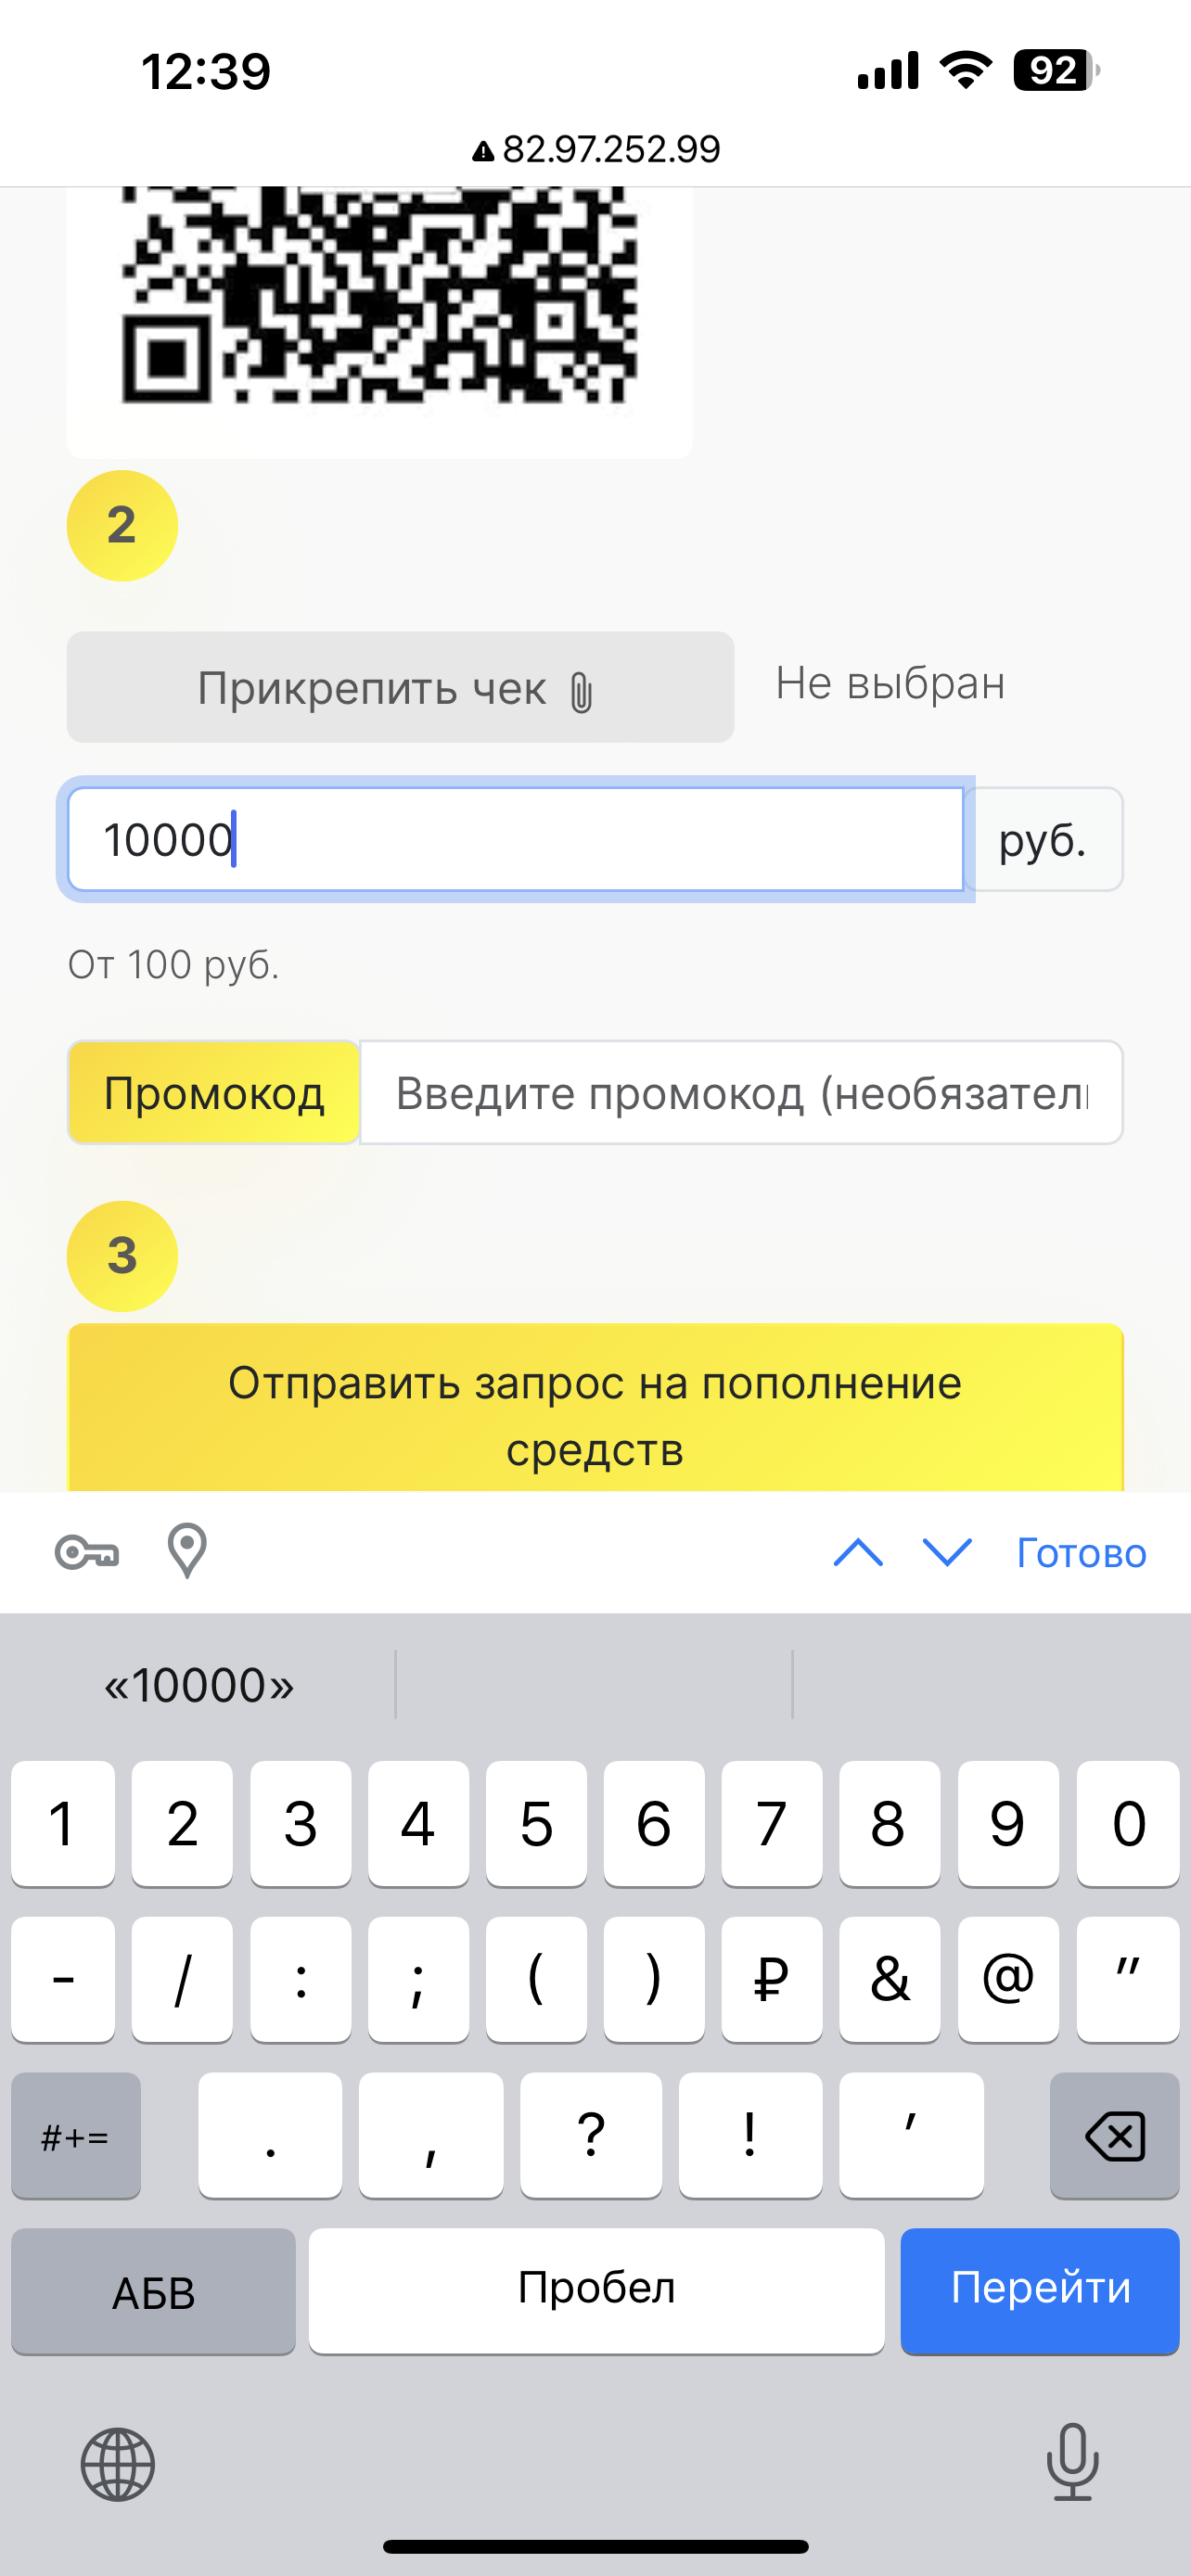 12:39
92
82.97.252.99
2
Прикрепить чек
Не выбран
10000
руб.
От 100 руб.
Промокод
Введите промокод (необязател
3
Отправить запрос на пополнение
средств
Готово
«10000»
1 2 3 4 5 6 7 8 9 0
- / : ; ( ) ₽ & @ "
#+= . , ? ! '
АБВ Пробел Перейти